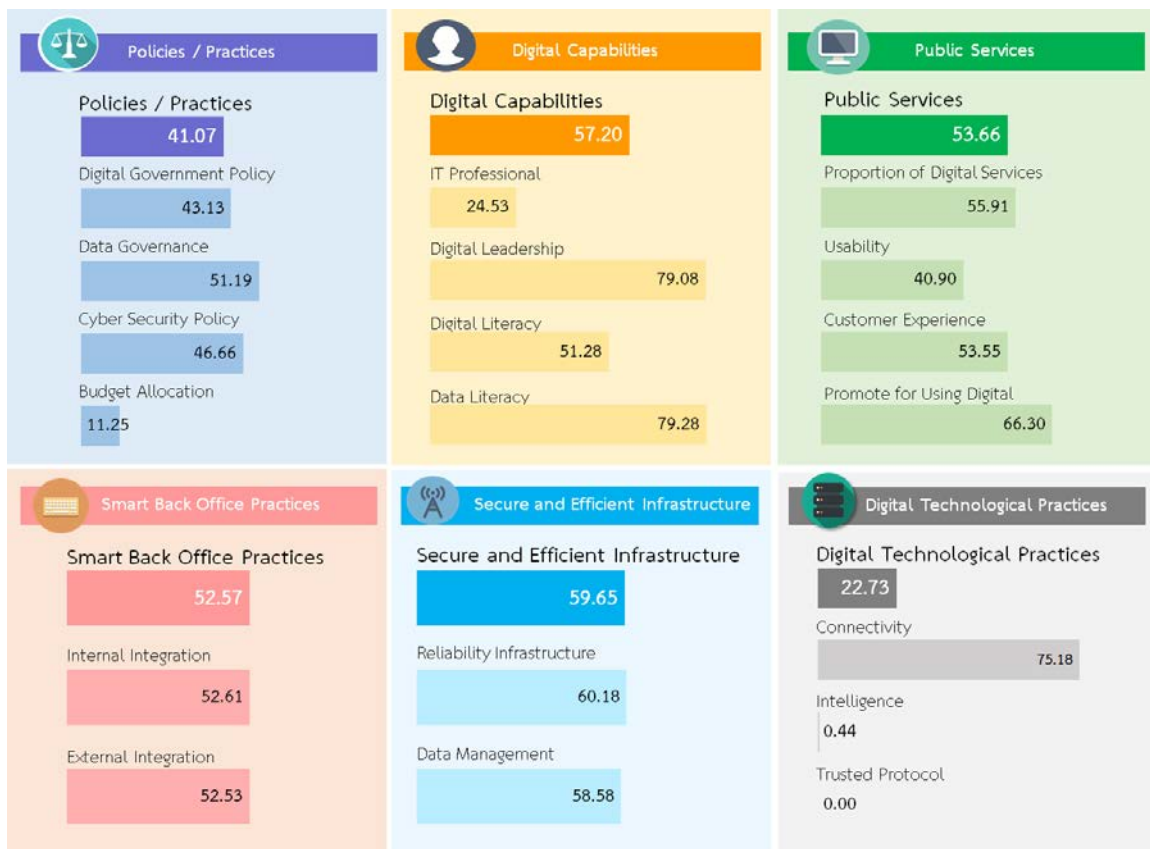 Policies / Practices
Policies / Practices
41.07
Digital Government Policy
43.13
Data Governance
51.19
Cyber Security Policy
46.66
Budget Allocation
11.25
Digital Capabilities
Digital Capabilities
57.20
IT Professional
24.53
Digital Leadership
79.08
Digital Literacy
51.28
Data Literacy
79.28
Public Services
Public Services
53.66
Proportion of Digital Services
55.91
Usability
40.90
Customer Experience
53.55
Promote for Using Digital
66.30
Smart Back Office Practices
Smart Back Office Practices
52.57
Internal Integration
52.61
External Integration
52.53
Secure and Efficient Infrastructure
Secure and Efficient Infrastructure
59.65
Reliability Infrastructure
60.18
Data Management
58.58
Digital Technological Practices
Digital Technological Practices
22.73
Connectivity
75.18
Intelligence
0.44
Trusted Protocol
0.00